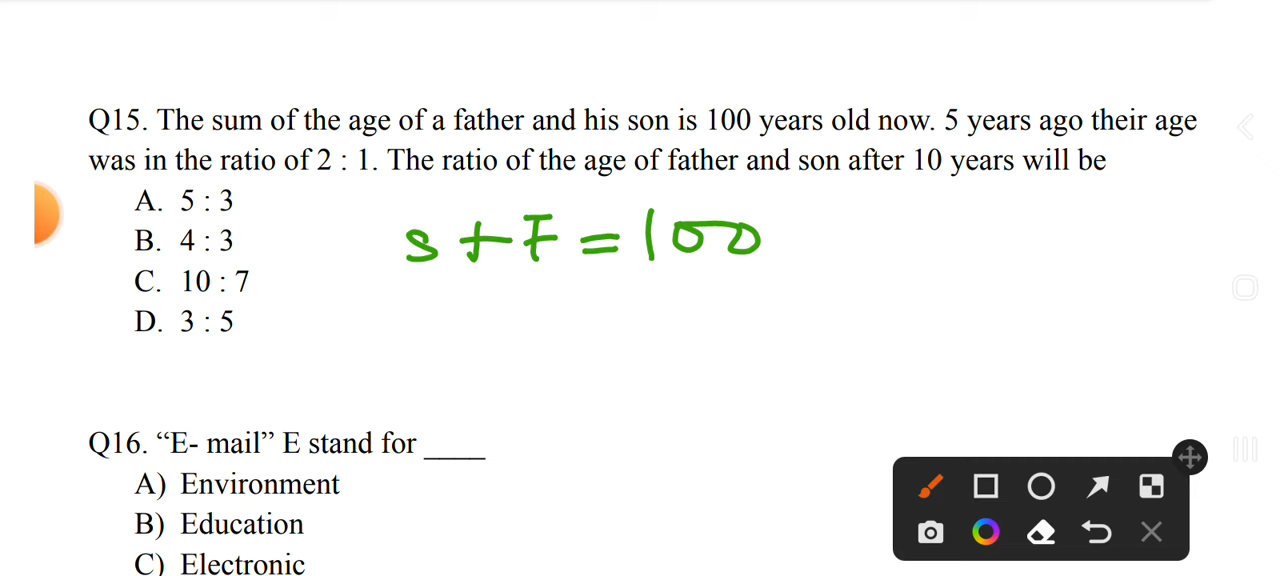 Q15. The sum of the age of a father and his son is 100 years old now. 5 years ago their age
was in the ratio of 2 : 1. The ratio of the age of father and son after 10 years will be
A. 5 : 3
B. 4 : 3
C. 10 : 7
D. 3 : 5
S + F = 100
Q16. “E- mail” E stand for ____
A) Environment
B) Education
C) Electronic